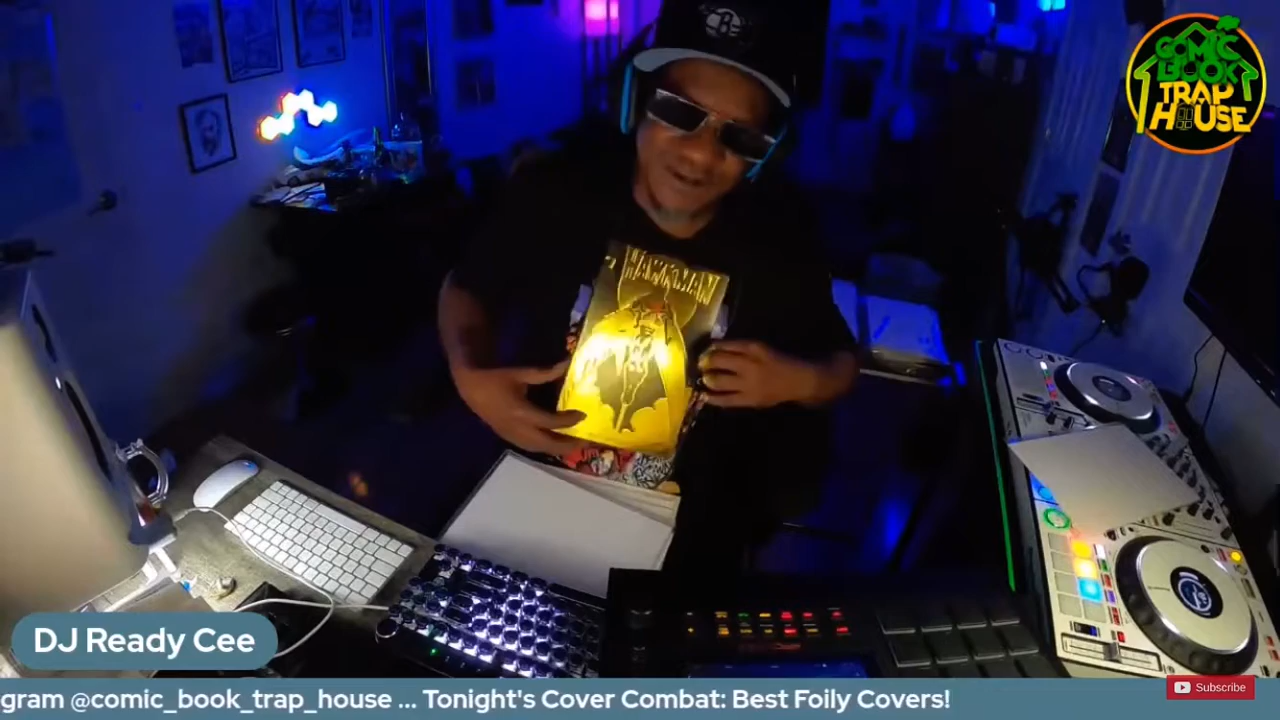 B
COMIC
BOOK
TRAP
HOUSE
HAWKMAN
DJ Ready Cee
gram @comic_book_trap_house ... Tonight's Cover Combat: Best Foily Covers!
Subscribe